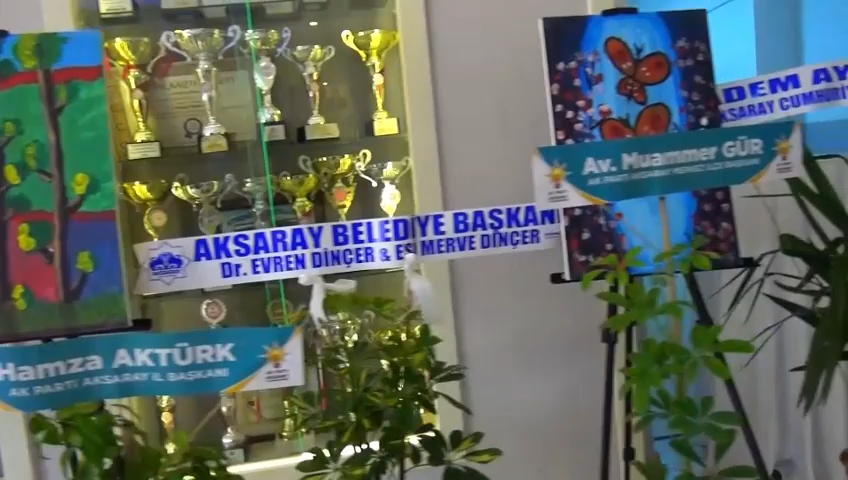 DEM AY
KSARAY CUMHURİY
Av. Muammer GÜR
AK PARTİ AKSARAY MERKEZ İLÇE BAŞKANI
AKSARAY BELEDİYE BAŞKANI
Dr. EVREN DİNÇER & EŞİ MERVE DİNÇER
Hamza AKTÜRK
AK PARTİ AKSARAY İL BAŞKANI